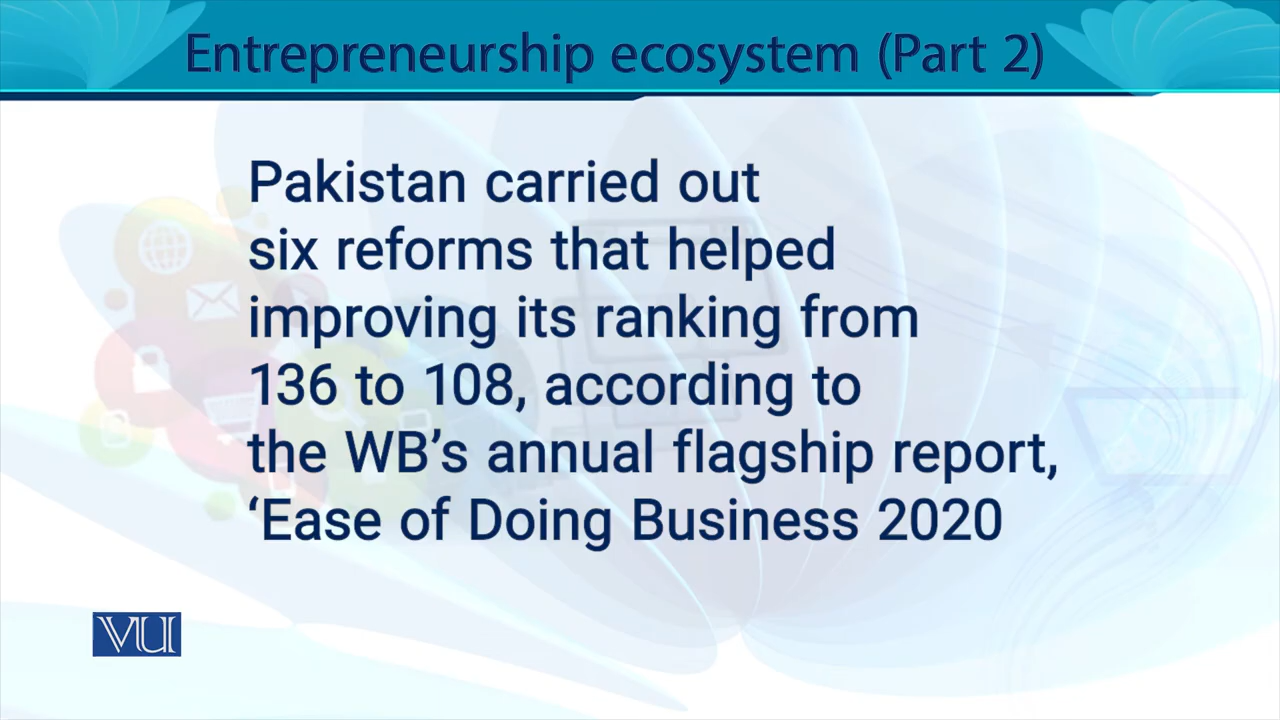 Entrepreneurship ecosystem (Part 2)
Pakistan carried out
six reforms that helped
improving its ranking from
136 to 108, according to
the WB’s annual flagship report,
‘Ease of Doing Business 2020
VU